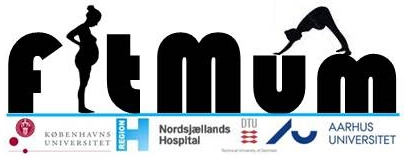 FitMum
KØBENHAVNS
UNIVERSITET
REGION
H
Nordsjællands
Hospital
DTU
Technical University of Denmark
AARHUS
UNIVERSITET